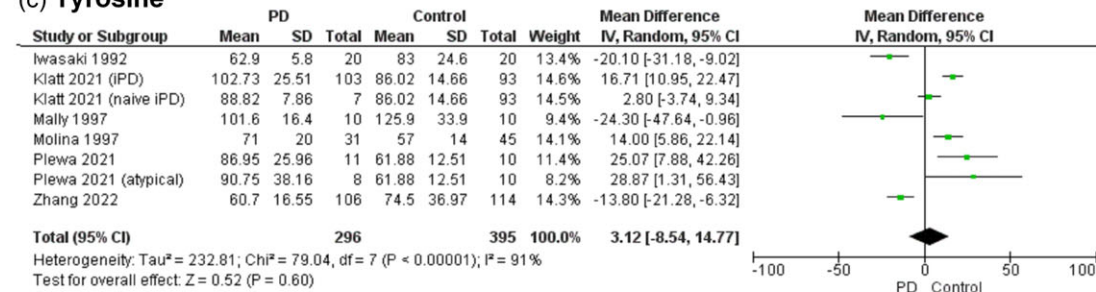 (c) Tyrosine
PD Control Mean Difference Mean Difference
Study or Subgroup Mean SD Total Mean SD Total Weight IV, Random, 95% CI IV, Random, 95% CI
Iwasaki 1992 62.9 5.8 20 83 24.6 20 13.4% -20.10 [-31.18, -9.02]
Klatt 2021 (iPD) 102.73 25.51 103 86.02 14.66 93 14.6% 16.71 [10.95, 22.47]
Klatt 2021 (naive iPD) 88.82 7.86 7 86.02 14.66 93 14.5% 2.80 [-3.74, 9.34]
Mally 1997 101.6 16.4 10 125.9 33.9 10 9.4% -24.30 [-47.64, -0.96]
Molina 1997 71 20 31 57 14 45 14.1% 14.00 [5.86, 22.14]
Plewa 2021 86.95 25.96 11 61.88 12.51 10 11.4% 25.07 [7.88, 42.26]
Plewa 2021 (atypical) 90.75 38.16 8 61.88 12.51 10 8.2% 28.87 [1.31, 56.43]
Zhang 2022 60.7 16.55 106 74.5 36.97 114 14.3% -13.80 [-21.28, -6.32]
Total (95% CI) 296 395 100.0% 3.12 [-8.54, 14.77]
Heterogeneity: Tau² = 232.81; Chi² = 79.04, df = 7 (P < 0.00001); I² = 91%
Test for overall effect: Z = 0.52 (P = 0.60)
-100 -50 0 50 100
PD Control